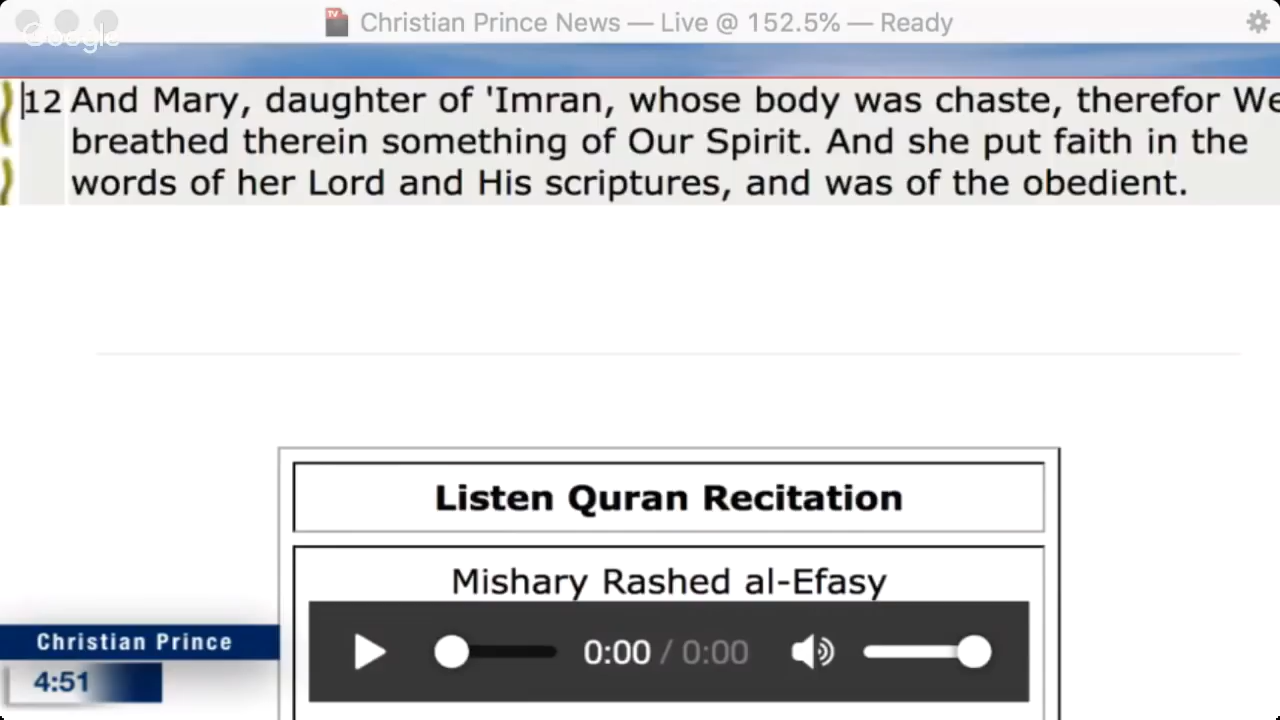 Christian Prince News — Live @ 152.5% — Ready
Google
12 And Mary, daughter of 'Imran, whose body was chaste, therefor We
breathed therein something of Our Spirit. And she put faith in the
words of her Lord and His scriptures, and was of the obedient.
Listen Quran Recitation
Mishary Rashed al-Efasy
0:00 / 0:00
Christian Prince
4:51